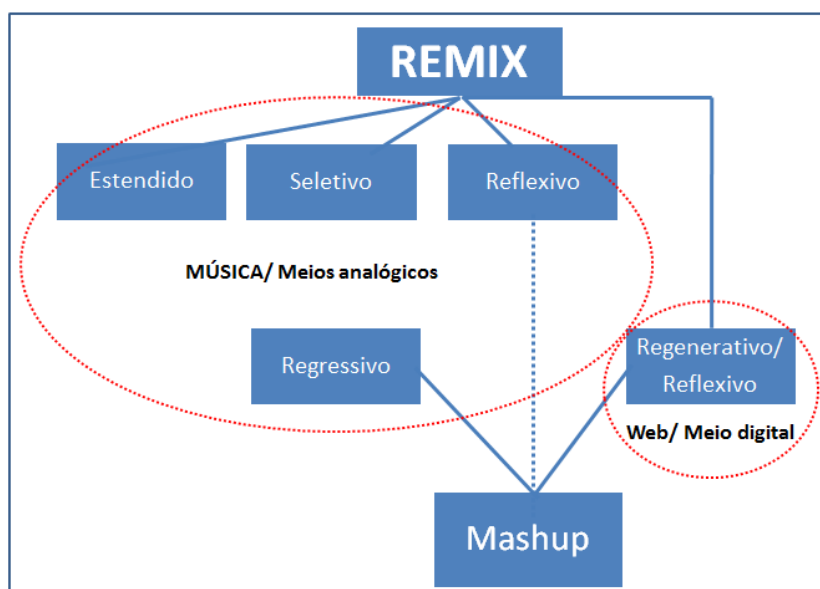 REMIX
Estendido
Seletivo
Reflexivo
MÚSICA/ Meios analógicos
Regressivo
Regenerativo/
Reflexivo
Web/ Meio digital
Mashup